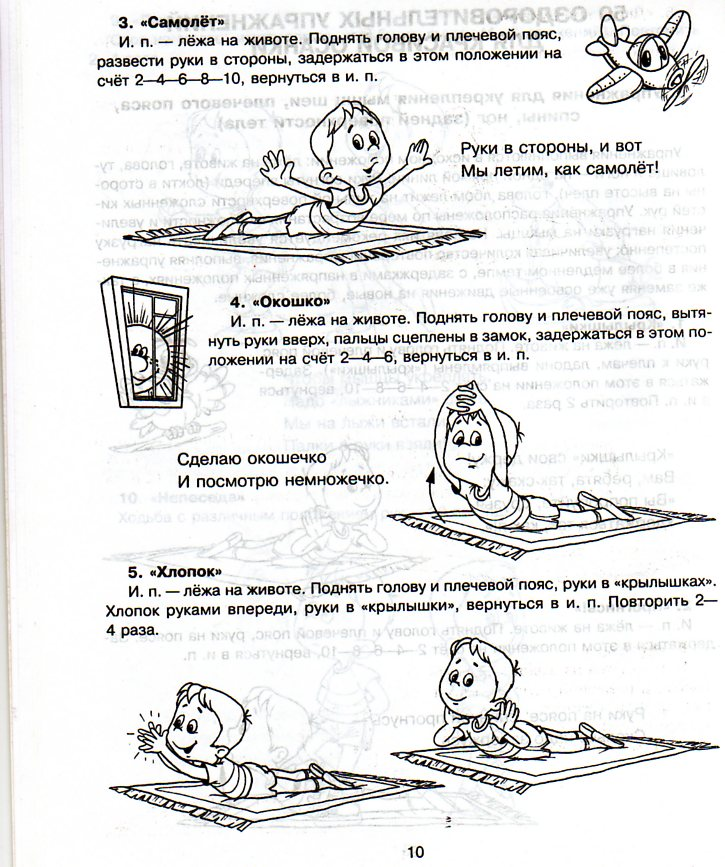 3. «Самолёт»
И. п. — лёжа на животе. Поднять голову и плечевой пояс,
развести руки в стороны, задержаться в этом положении на
счёт 2—4—6—8—10, вернуться в и. п.
Руки в стороны, и вот
Мы летим, как самолёт!
4. «Окошко»
И. п. — лёжа на животе. Поднять голову и плечевой пояс, вытя-
нуть руки вверх, пальцы сцеплены в замок, задержаться в этом по-
ложении на счёт 2—4—6, вернуться в и. п.
Сделаю окошечко
И посмотрю немножечко.
5. «Хлопок»
И. п. — лёжа на животе. Поднять голову и плечевой пояс, руки в «крылышках».
Хлопок руками впереди, руки в «крылышки», вернуться в и. п. Повторить 2—
4 раза.
10